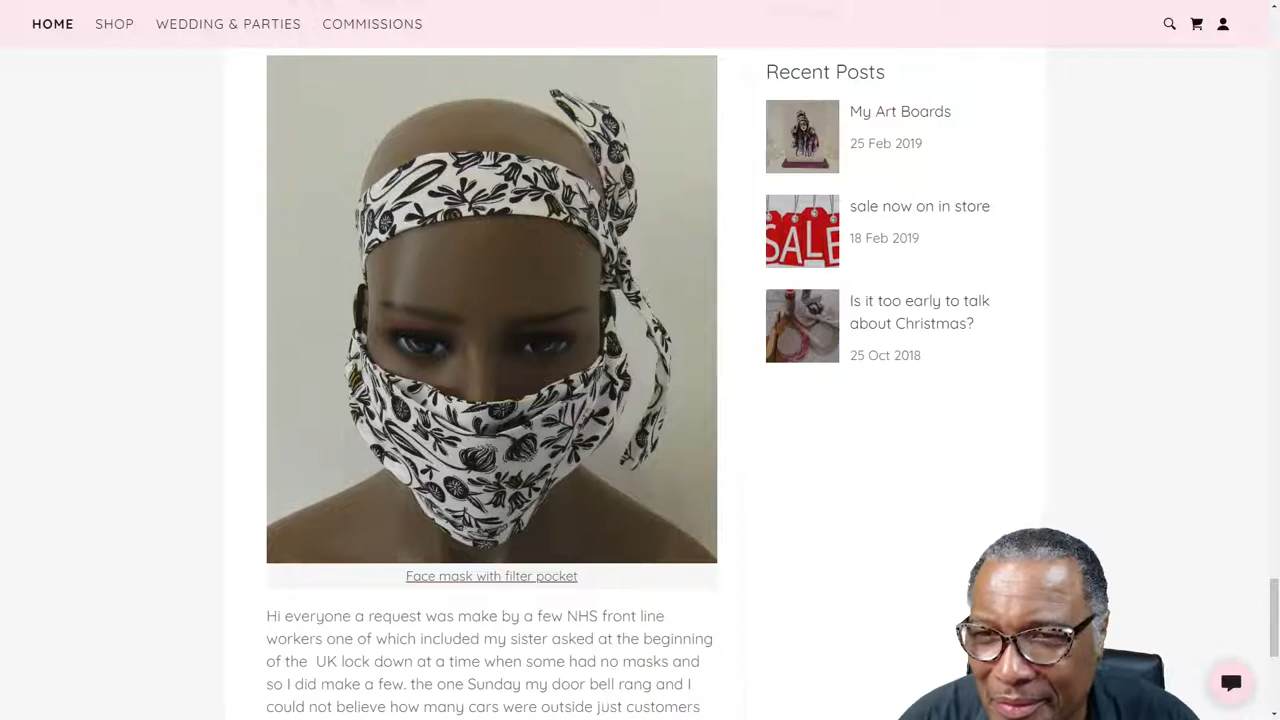 HOME SHOP WEDDING & PARTIES COMMISSIONS
Face mask with filter pocket
Hi everyone a request was make by a few NHS front line
workers one of which included my sister asked at the beginning
of the UK lock down at a time when some had no masks and
so I did make a few. the one Sunday my door bell rang and I
could not believe how many cars were outside just customers
Recent Posts
My Art Boards
25 Feb 2019
SALE
sale now on in store
18 Feb 2019
Is it too early to talk
about Christmas?
25 Oct 2018